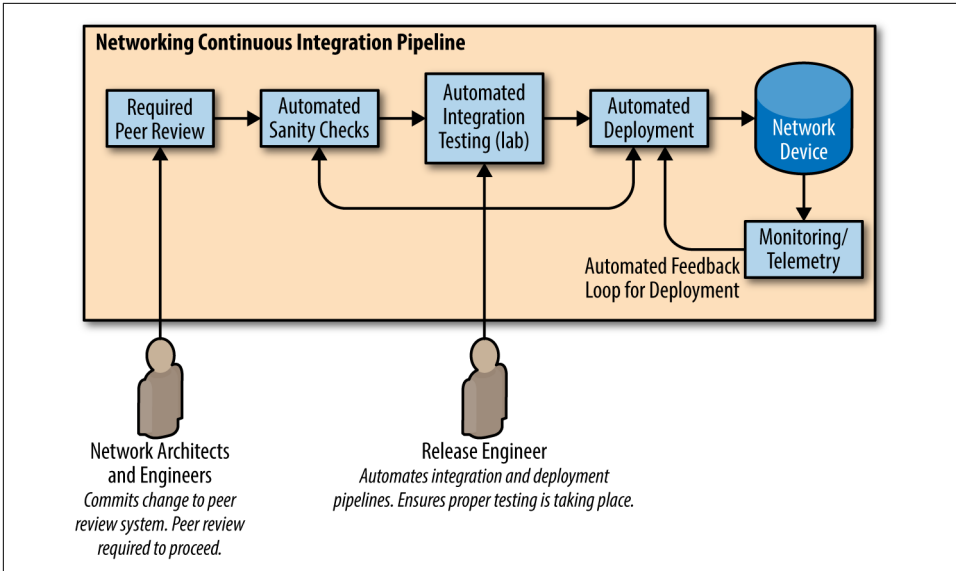 Networking Continuous Integration Pipeline
Required
Peer Review
Automated
Sanity Checks
Automated
Integration
Testing (lab)
Automated
Deployment
Network
Device
Monitoring/
Telemetry
Automated Feedback
Loop for Deployment
Network Architects
and Engineers
Commits change to peer
review system. Peer review
required to proceed.
Release Engineer
Automates integration and deployment
pipelines. Ensures proper testing is taking place.